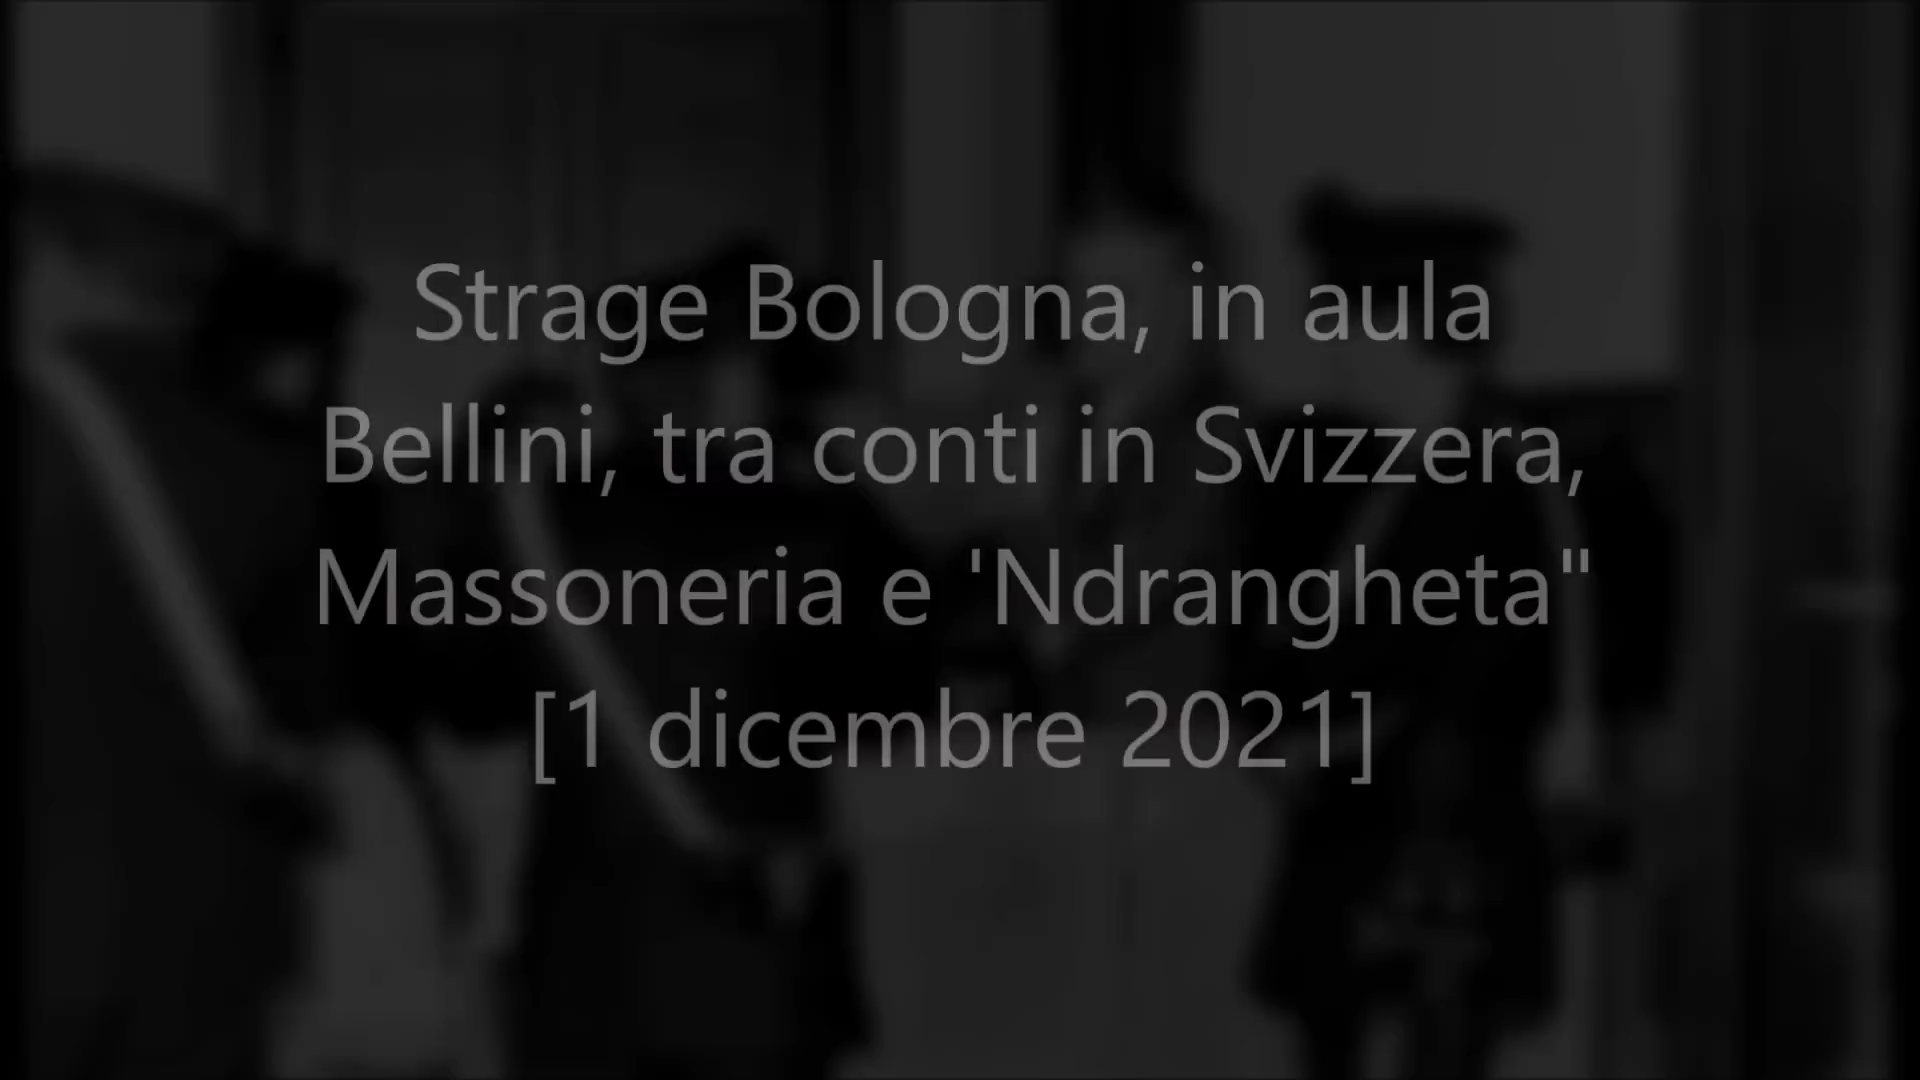 Strage Bologna, in aula
Bellini, tra conti in Svizzera,
Massoneria e 'Ndrangheta"
[1 dicembre 2021]